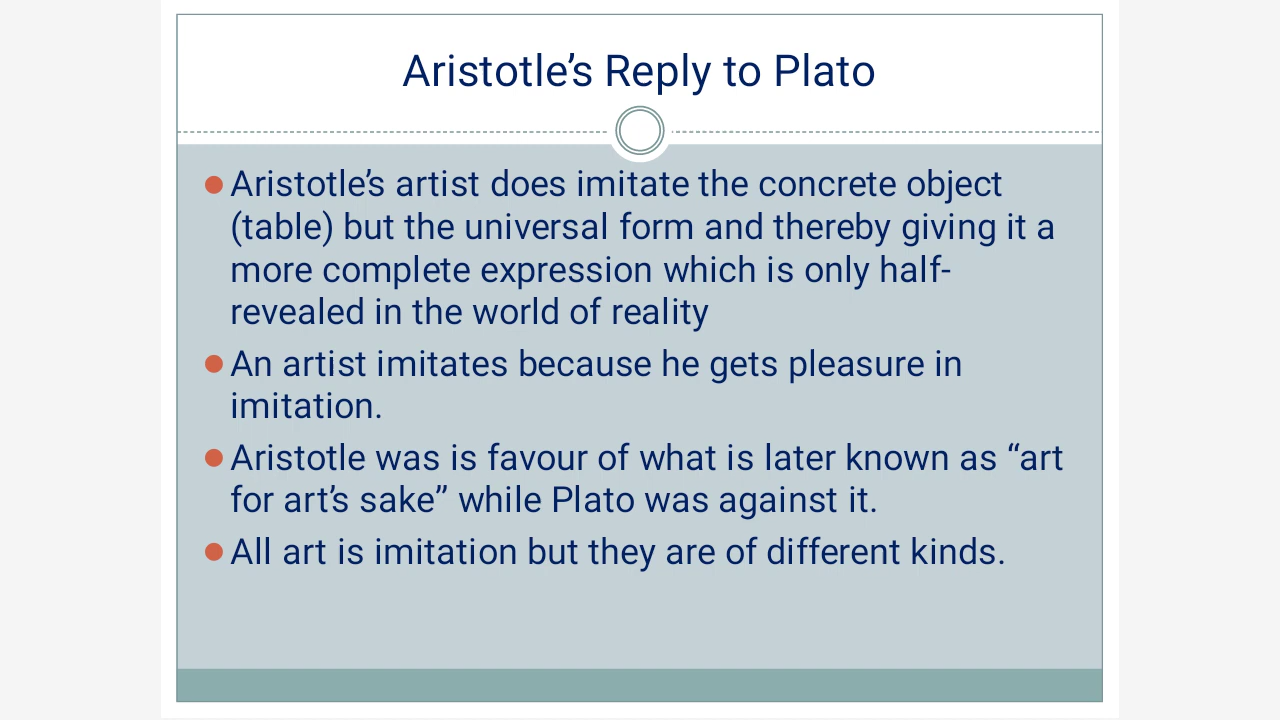 Aristotle’s Reply to Plato
Aristotle’s artist does imitate the concrete object
(table) but the universal form and thereby giving it a
more complete expression which is only half-
revealed in the world of reality
An artist imitates because he gets pleasure in
imitation.
Aristotle was is favour of what is later known as “art
for art’s sake” while Plato was against it.
All art is imitation but they are of different kinds.